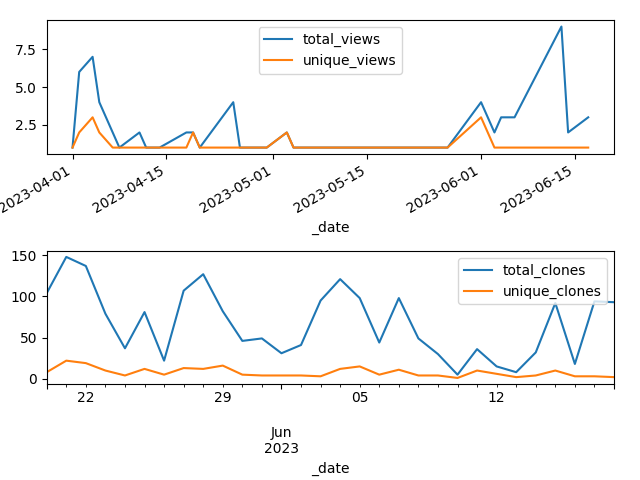 total_views
unique_views
7.5
5.0
2.5
2023-04-01
2023-04-15
2023-05-01
2023-05-15
2023-06-01
2023-06-15
_date
total_clones
unique_clones
150
100
50
0
22
29
05
12
Jun
2023
_date